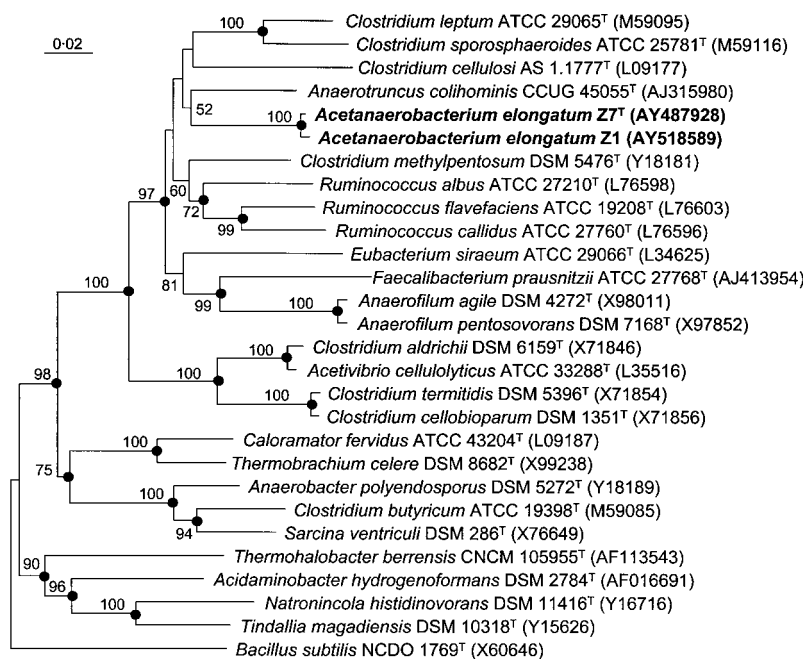 0·02
100
Clostridium leptum ATCC 29065ᵀ (M59095)
Clostridium sporosphaeroides ATCC 25781ᵀ (M59116)
Clostridium cellulosi AS 1.1777ᵀ (L09177)
Anaerotruncus colihominis CCUG 45055ᵀ (AJ315980)
52
100
Acetanaerobacterium elongatum Z7ᵀ (AY487928)
Acetanaerobacterium elongatum Z1 (AY518589)
Clostridium methylpentosum DSM 5476ᵀ (Y18181)
97
60
Ruminococcus albus ATCC 27210ᵀ (L76598)
72
Ruminococcus flavefaciens ATCC 19208ᵀ (L76603)
99
Ruminococcus callidus ATCC 27760ᵀ (L76596)
Eubacterium siraeum ATCC 29066ᵀ (L34625)
100
81
Faecalibacterium prausnitzii ATCC 27768ᵀ (AJ413954)
99
100
Anaerofilum agile DSM 4272ᵀ (X98011)
Anaerofilum pentosovorans DSM 7168ᵀ (X97852)
100
Clostridium aldrichii DSM 6159ᵀ (X71846)
98
100
Acetivibrio cellulolyticus ATCC 33288ᵀ (L35516)
100
Clostridium termitidis DSM 5396ᵀ (X71854)
Clostridium cellobioparum DSM 1351ᵀ (X71856)
100
Caloramator fervidus ATCC 43204ᵀ (L09187)
75
Thermobrachium celere DSM 8682ᵀ (X99238)
100
Anaerobacter polyendosporus DSM 5272ᵀ (Y18189)
Clostridium butyricum ATCC 19398ᵀ (M59085)
94
Sarcina ventriculi DSM 286ᵀ (X76649)
90
Thermohalobacter berrensis CNCM 105955ᵀ (AF113543)
96
Acidaminobacter hydrogenoformans DSM 2784ᵀ (AF016691)
100
Natronincola histidinovorans DSM 11416ᵀ (Y16716)
Tindallia magadiensis DSM 10318ᵀ (Y15626)
Bacillus subtilis NCDO 1769ᵀ (X60646)